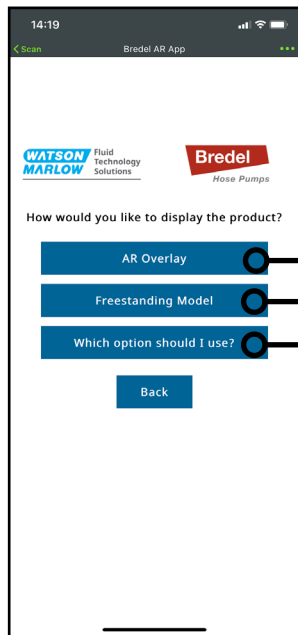 14:19
Scan
Bredel AR App
WATSON
MARLOW
Fluid
Technology
Solutions
Bredel
Hose Pumps
How would you like to display the product?
AR Overlay
Freestanding Model
Which option should I use?
Back